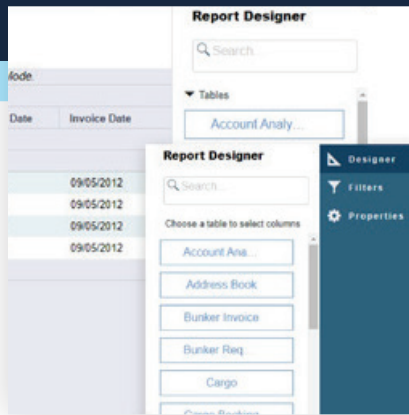 Report Designer
Search...
Tables
Account Analy...
Mode.
Date Invoice Date
09/05/2012
09/05/2012
09/05/2012
09/05/2012
Report Designer
Search...
Choose a table to select columns
Account Ana...
Address Book
Bunker Invoice
Bunker Req...
Cargo
Cargo Booking
Designer
Filters
Properties